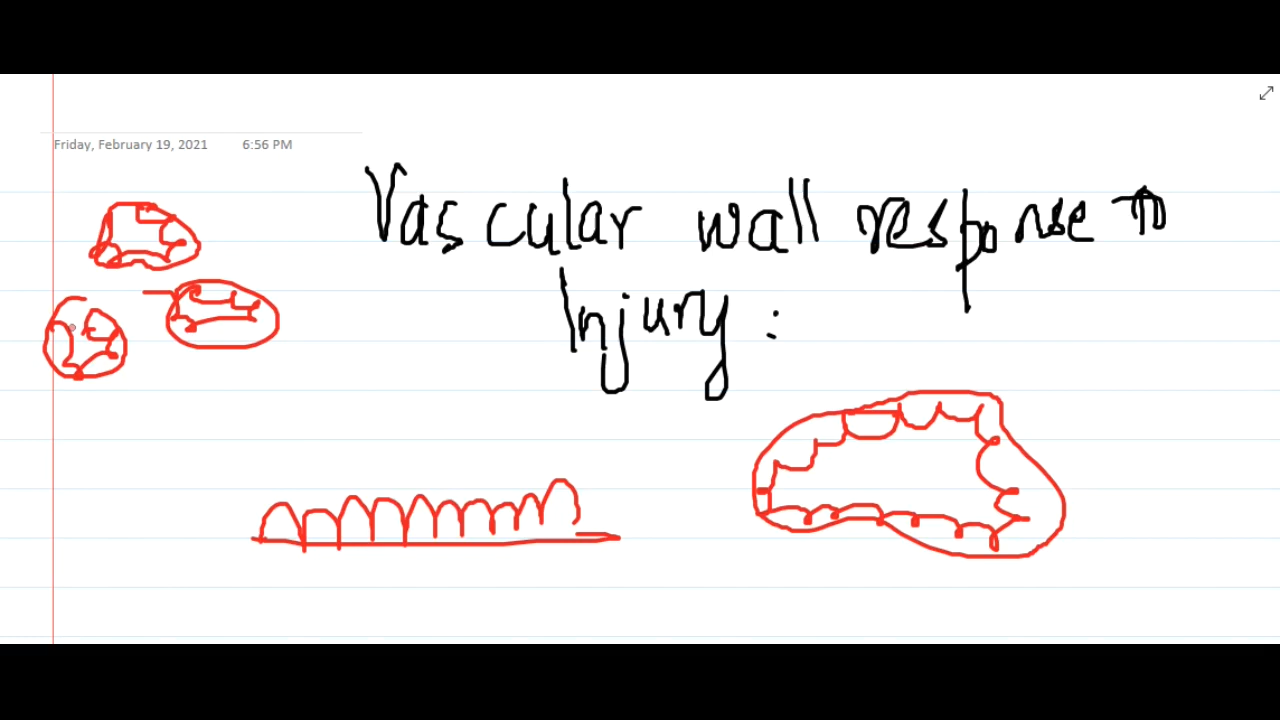 Friday, February 19, 2021 6:56 PM
Vascular wall response to
Injury :